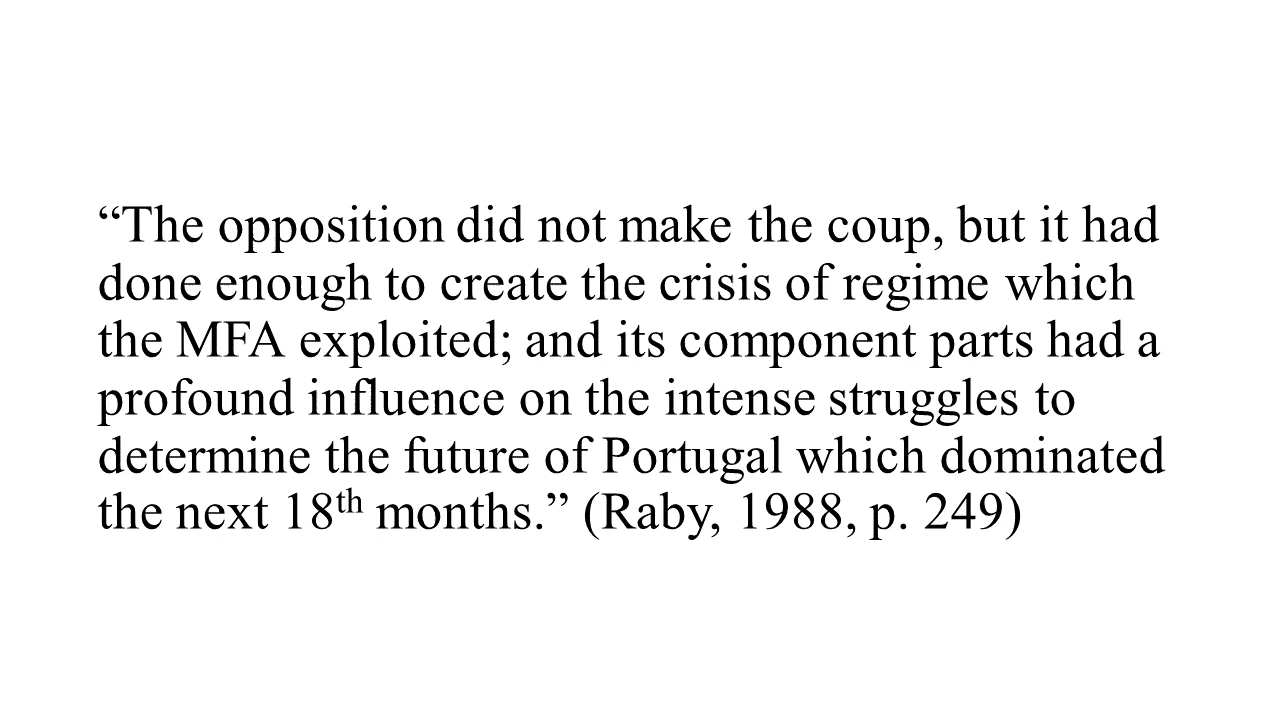 “The opposition did not make the coup, but it had
done enough to create the crisis of regime which
the MFA exploited; and its component parts had a
profound influence on the intense struggles to
determine the future of Portugal which dominated
the next 18th months.” (Raby, 1988, p. 249)